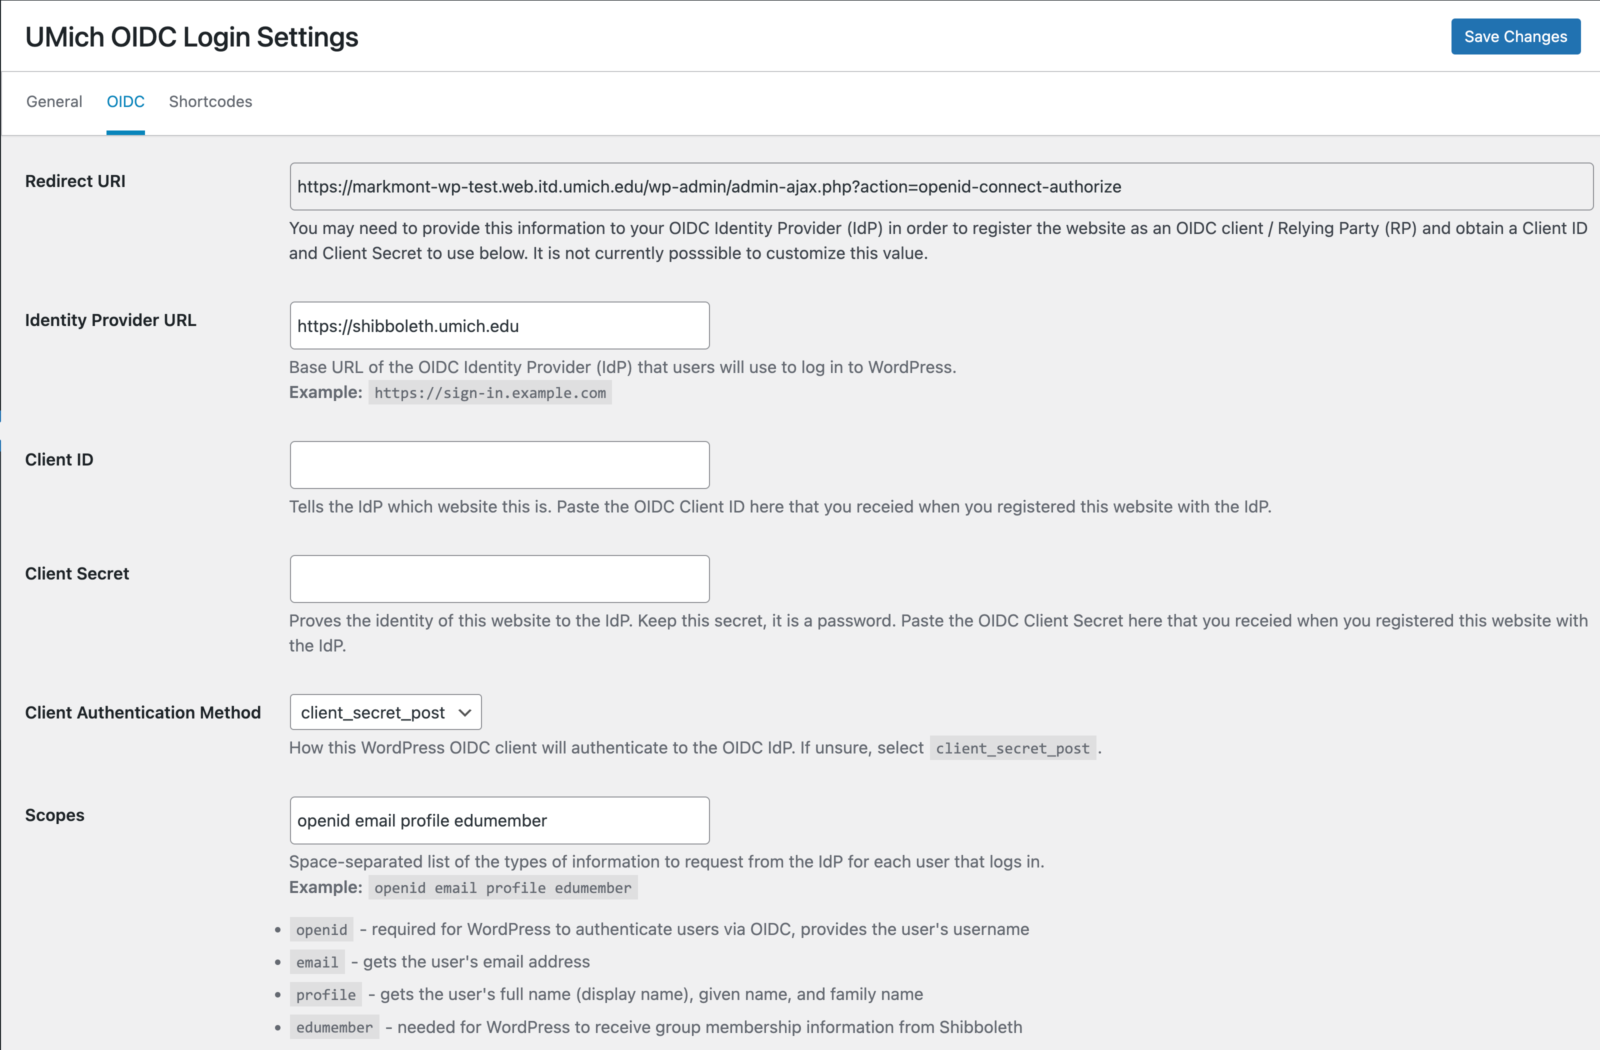 UMich OIDC Login Settings
Save Changes
General OIDC Shortcodes
Redirect URI
https://markmont-wp-test.web.itd.umich.edu/wp-admin/admin-ajax.php?action=openid-connect-authorize
You may need to provide this information to your OIDC Identity Provider (IdP) in order to register the website as an OIDC client / Relying Party (RP) and obtain a Client ID
and Client Secret to use below. It is not currently posssible to customize this value.
Identity Provider URL
https://shibboleth.umich.edu
Base URL of the OIDC Identity Provider (IdP) that users will use to log in to WordPress.
Example: https://sign-in.example.com
Client ID
Tells the IdP which website this is. Paste the OIDC Client ID here that you receied when you registered this website with the IdP.
Client Secret
Proves the identity of this website to the IdP. Keep this secret, it is a password. Paste the OIDC Client Secret here that you receied when you registered this website with
the IdP.
Client Authentication Method
client_secret_post
How this WordPress OIDC client will authenticate to the OIDC IdP. If unsure, select client_secret_post .
Scopes
openid email profile edumember
Space-separated list of the types of information to request from the IdP for each user that logs in.
Example: openid email profile edumember
• openid - required for WordPress to authenticate users via OIDC, provides the user's username
• email - gets the user's email address
• profile - gets the user's full name (display name), given name, and family name
• edumember - needed for WordPress to receive group membership information from Shibboleth